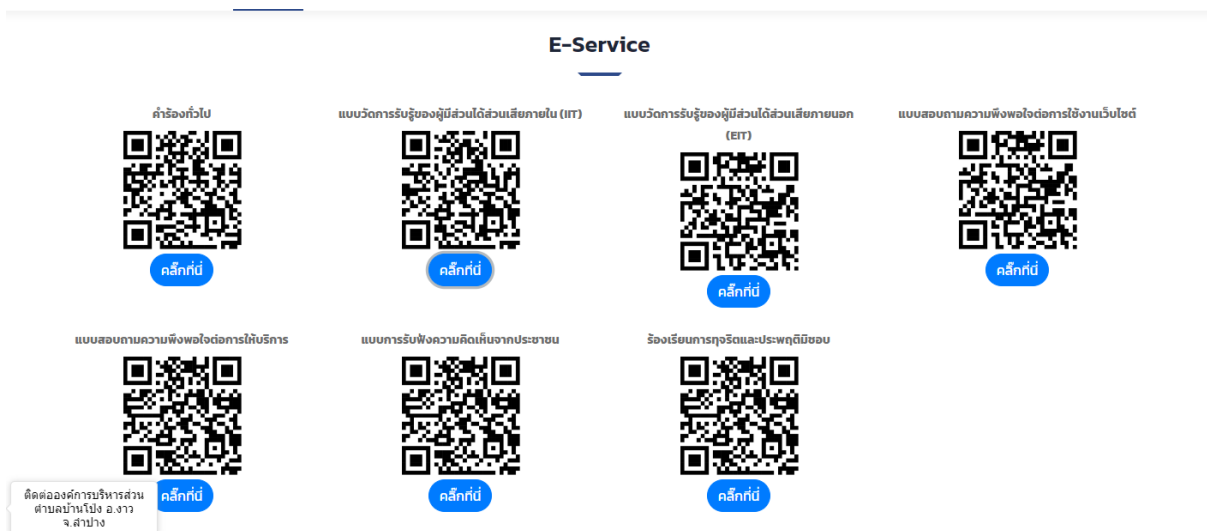 E-Service
คำร้องทั่วไป
แบบวัดการรับรู้ของผู้มีส่วนได้ส่วนเสียภายใน (IIT)
แบบวัดการรับรู้ของผู้มีส่วนได้ส่วนเสียภายนอก
(EIT)
แบบสอบถามความพึงพอใจต่อการใช้งานเว็บไซต์
คลิ๊กที่นี่
คลิ๊กที่นี่
คลิ๊กที่นี่
คลิ๊กที่นี่
แบบสอบถามความพึงพอใจต่อการให้บริการ
แบบการรับฟังความคิดเห็นจากประชาชน
ร้องเรียนการทุจริตและประพฤติมิชอบ
คลิ๊กที่นี่
คลิ๊กที่นี่
คลิ๊กที่นี่
ติดต่อองค์การบริหารส่วน
ตำบลบ้านโป่ง อ.งาว
จ.ลำปาง